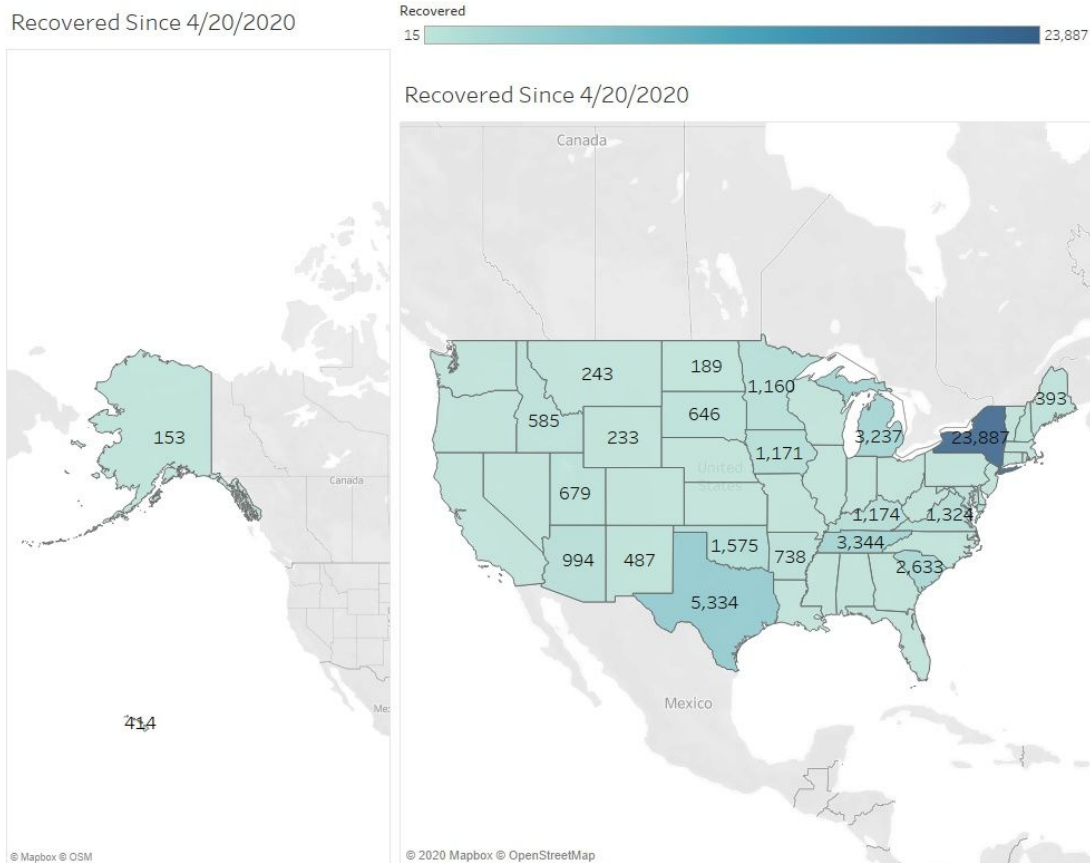 Recovered Since 4/20/2020
153
Canada
414
Me
© Mapbox © OSM
Recovered
15
23,887
Recovered Since 4/20/2020
Canada
243
189
1,160
393
585
646
3,237
23,887
233
1,171
United
States
679
1,174
1,324
3,344
994
487
1,575
738
2,633
5,334
Mexico
© 2020 Mapbox © OpenStreetMap